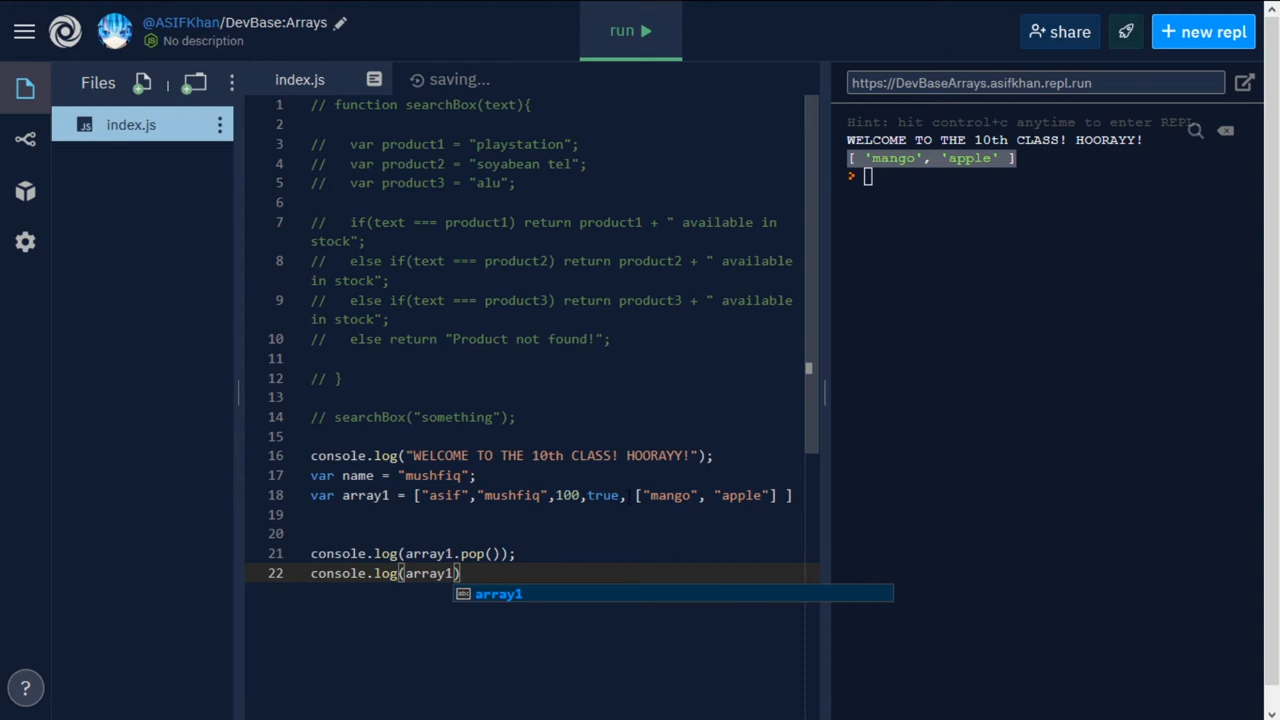 @ASIFKhan/DevBase:Arrays
No description
run
share
+ new repl
Files
index.js
index.js
saving...
1 // function searchBox(text){
2
3 //   var product1 = "playstation";
4 //   var product2 = "soyabean tel";
5 //   var product3 = "alu";
6
7 //   if(text === product1) return product1 + " available in
stock";
8 //   else if(text === product2) return product2 + " available
in stock";
9 //   else if(text === product3) return product3 + " available
in stock";
10 //   else return "Product not found!";
11
12 // }
13
14 // searchBox("something");
15
16 console.log("WELCOME TO THE 10th CLASS! HOORAYY!");
17 var name = "mushfiq";
18 var array1 = ["asif","mushfiq",100,true, ["mango", "apple"] ]
19
20
21 console.log(array1.pop());
22 console.log(array1)
abc array1
https://DevBaseArrays.asifkhan.repl.run
Hint: hit control+c anytime to enter REPL
WELCOME TO THE 10th CLASS! HOORAYY!
[ 'mango', 'apple' ]
>
?